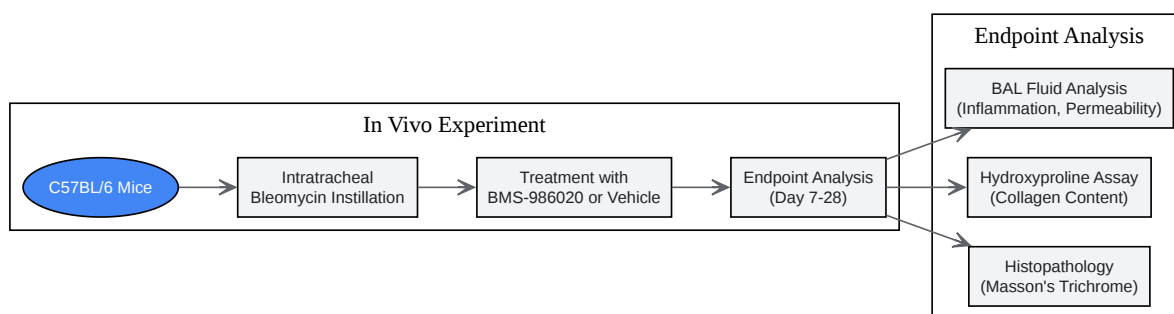 In Vivo Experiment
C57BL/6 Mice
Intratracheal
Bleomycin Instillation
Treatment with
BMS-986020 or Vehicle
Endpoint Analysis
(Day 7-28)
Endpoint Analysis
BAL Fluid Analysis
(Inflammation, Permeability)
Hydroxyproline Assay
(Collagen Content)
Histopathology
(Masson's Trichrome)